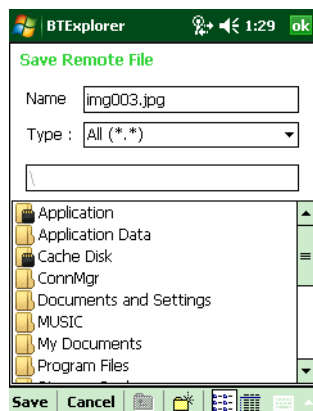 BTExplorer 1:29 ok
Save Remote File
Name img003.jpg
Type : All (*.*)
\
Application
Application Data
Cache Disk
ConnMgr
Documents and Settings
MUSIC
My Documents
Program Files
Save Cancel